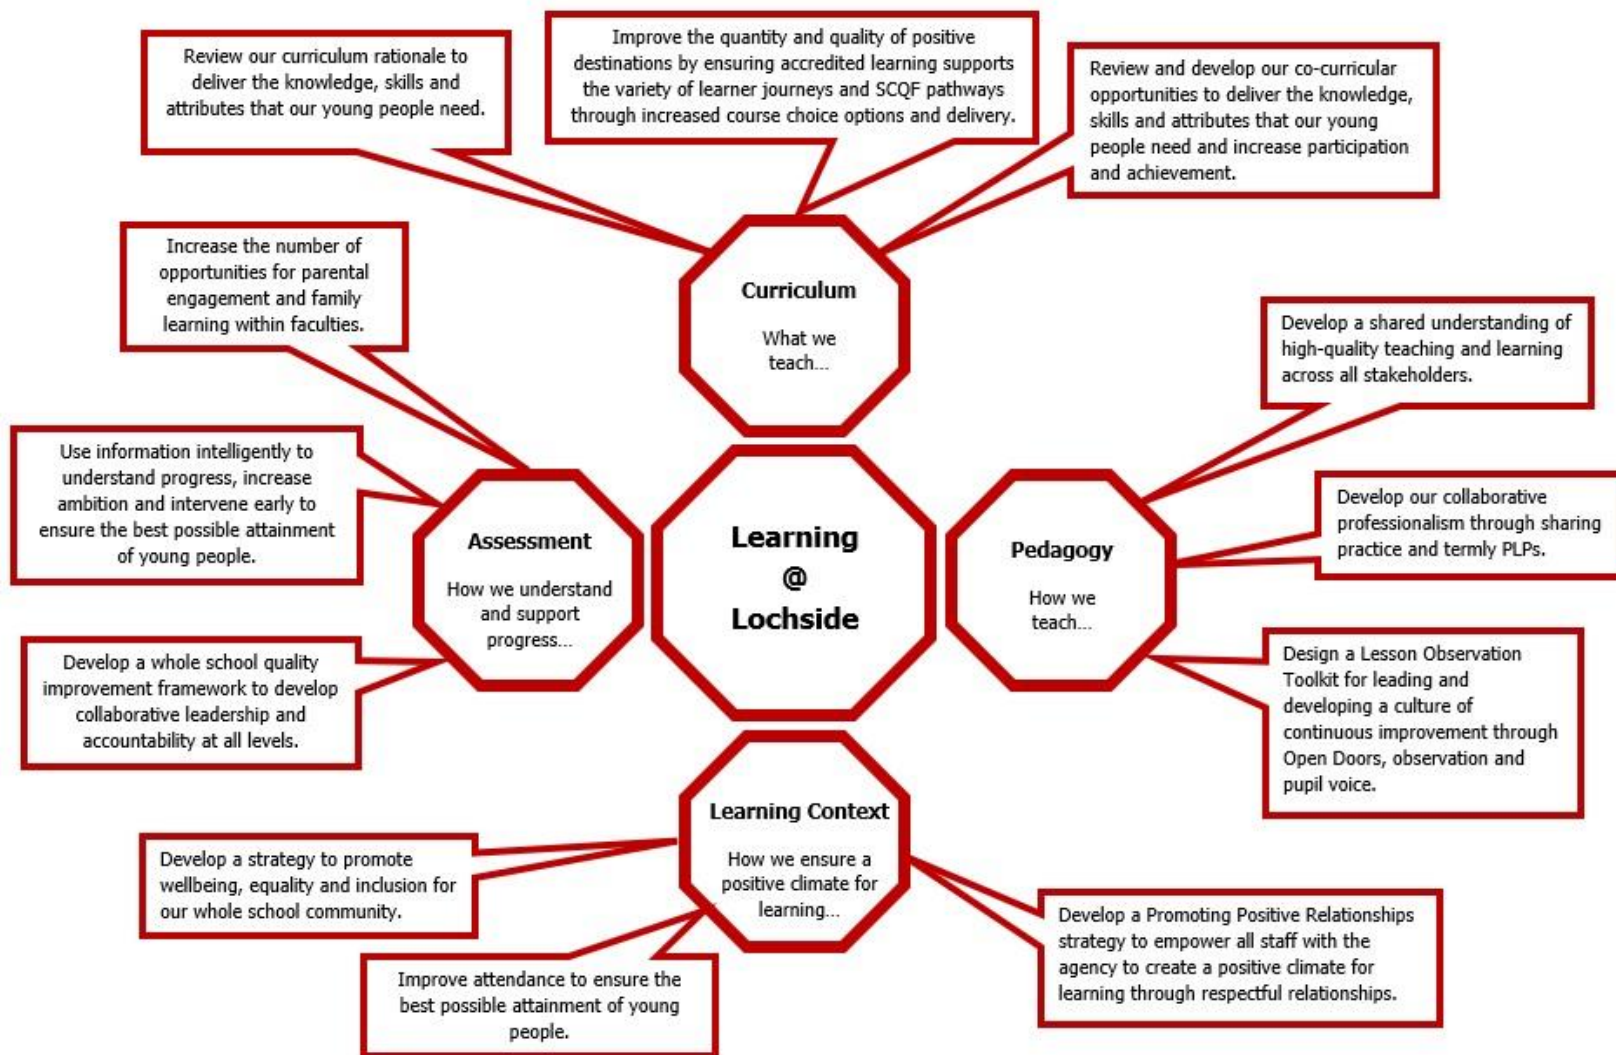 Review our curriculum rationale to
deliver the knowledge, skills and
attributes that our young people need.
Improve the quantity and quality of positive
destinations by ensuring accredited learning supports
the variety of learner journeys and SCQF pathways
through increased course choice options and delivery.
Review and develop our co-curricular
opportunities to deliver the knowledge,
skills and attributes that our young
people need and increase participation
and achievement.
Increase the number of
opportunities for parental
engagement and family
learning within faculties.
Curriculum
What we
teach...
Develop a shared understanding of
high-quality teaching and learning
across all stakeholders.
Use information intelligently to
understand progress, increase
ambition and intervene early to
ensure the best possible attainment
of young people.
Assessment
How we understand
and support
progress...
Learning
@
Lochside
Pedagogy
How we
teach...
Develop our collaborative
professionalism through sharing
practice and termly PLPs.
Develop a whole school quality
improvement framework to develop
collaborative leadership and
accountability at all levels.
Design a Lesson Observation
Toolkit for leading and
developing a culture of
continuous improvement through
Open Doors, observation and
pupil voice.
Learning Context
How we ensure a
positive climate for
learning...
Develop a strategy to promote
wellbeing, equality and inclusion for
our whole school community.
Improve attendance to ensure the
best possible attainment of young
people.
Develop a Promoting Positive Relationships
strategy to empower all staff with the
agency to create a positive climate for
learning through respectful relationships.